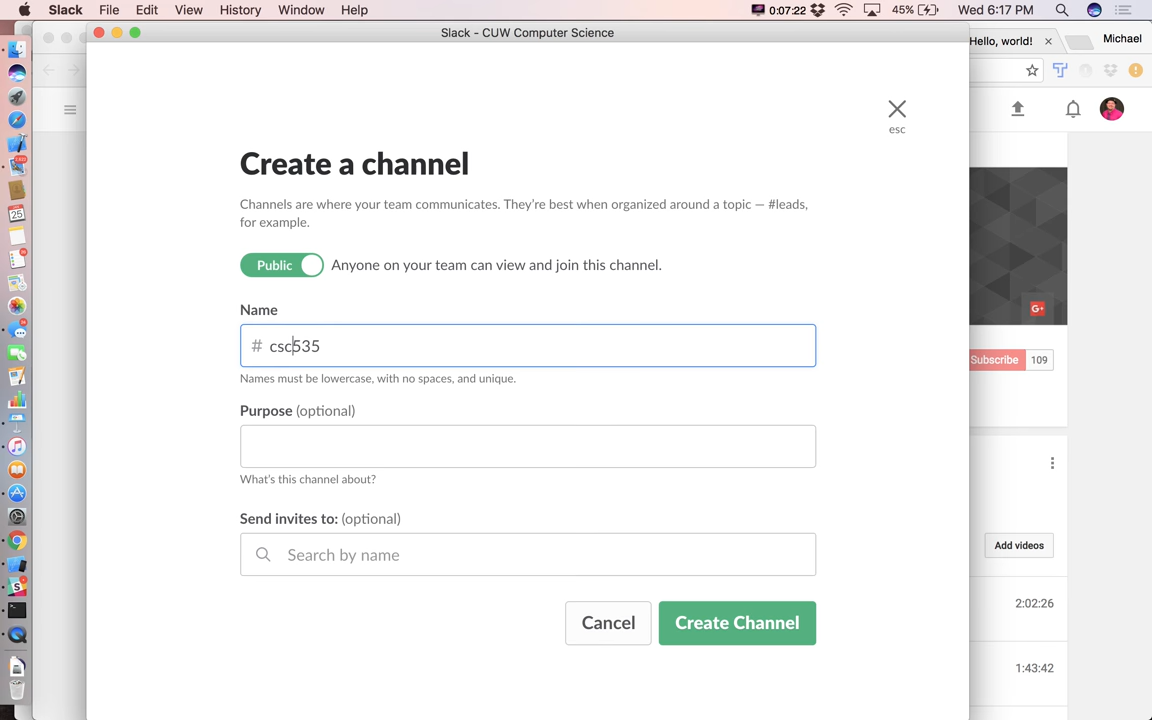 Slack File Edit View History Window Help 0:07:22 45% Wed 6:17 PM
Slack - CUW Computer Science
Hello, world! Michael
esc
Create a channel
Channels are where your team communicates. They're best when organized around a topic — #leads,
for example.
Public Anyone on your team can view and join this channel.
Name
# csc535
Subscribe 109
Names must be lowercase, with no spaces, and unique.
Purpose (optional)
What's this channel about?
Send invites to: (optional)
Add videos
Search by name
2:02:26
Cancel Create Channel
1:43:42